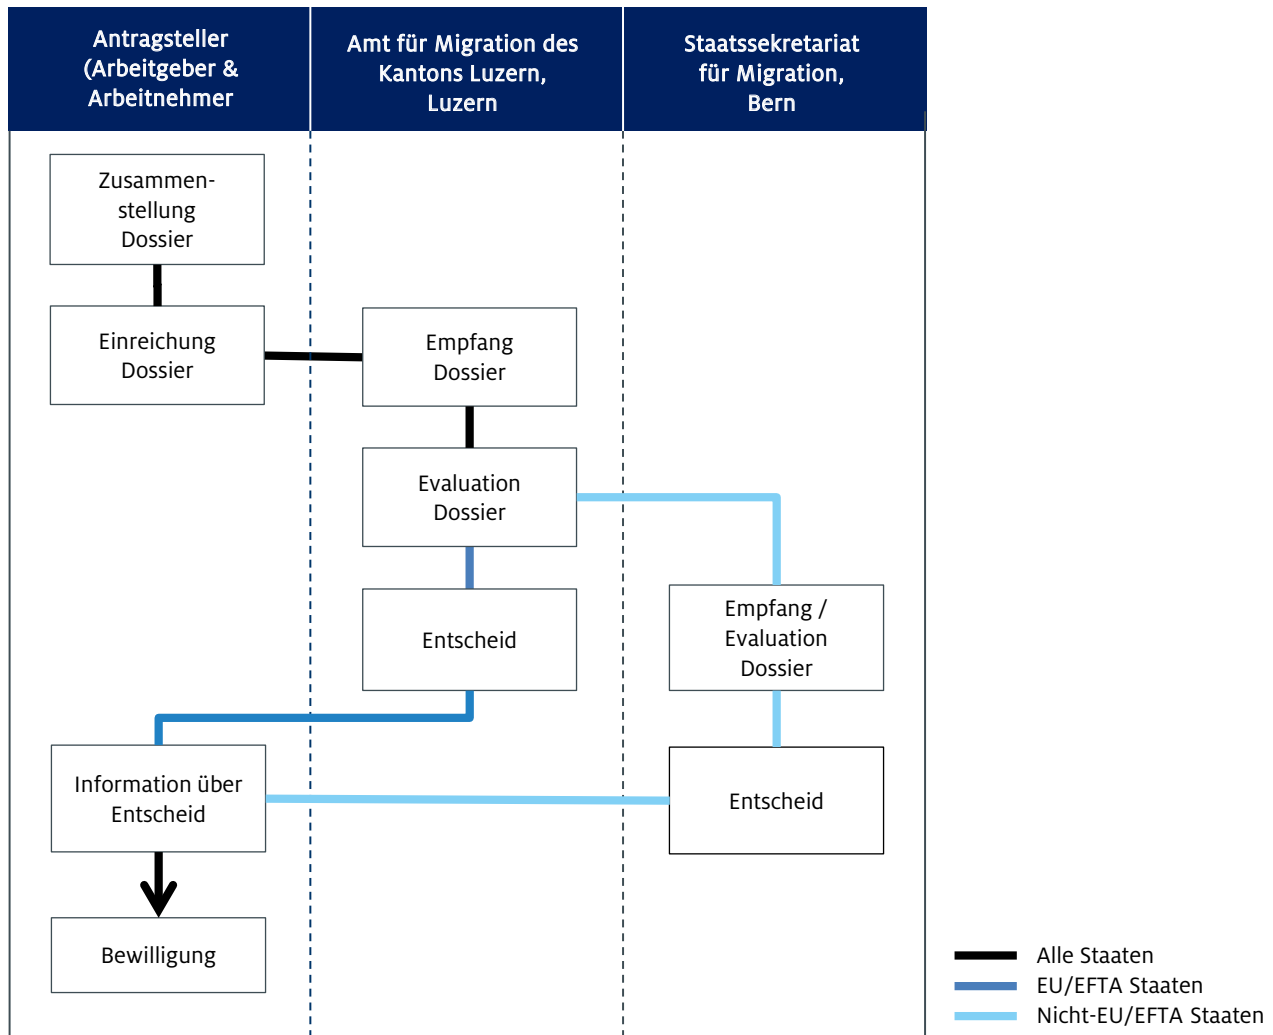 Antragsteller
(Arbeitgeber &
Arbeitnehmer
Amt für Migration des
Kantons Luzern,
Luzern
Staatssekretariat
für Migration,
Bern
Zusammen-
stellung
Dossier
Einreichung
Dossier
Empfang
Dossier
Evaluation
Dossier
Entscheid
Empfang /
Evaluation
Dossier
Information über
Entscheid
Entscheid
Bewilligung
Alle Staaten
EU/EFTA Staaten
Nicht-EU/EFTA Staaten